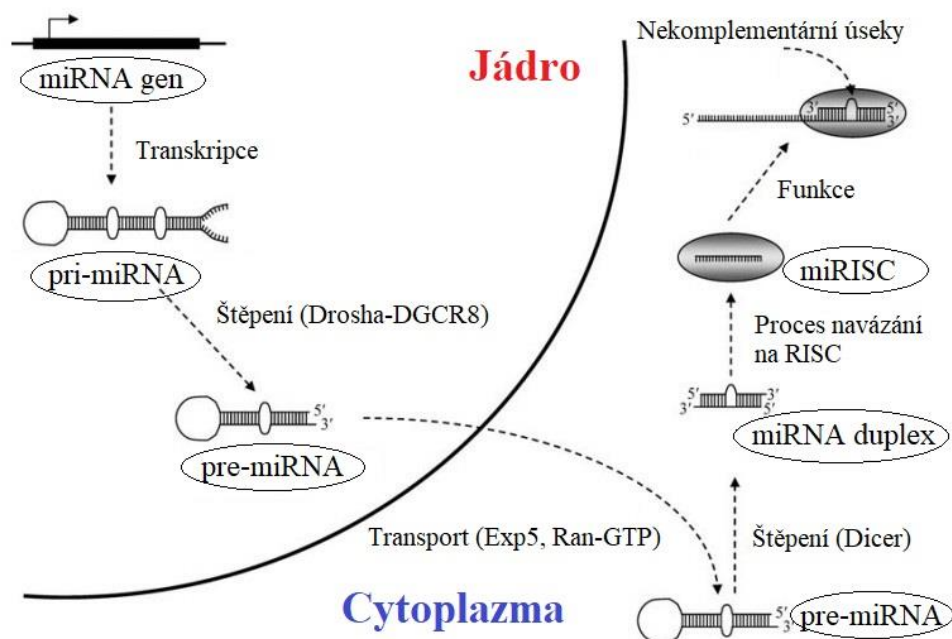 miRNA gen
Transkripce
pri-miRNA
Štěpení (Drosha-DGCR8)
5′
3′
pre-miRNA
Jádro
Transport (Exp5, Ran-GTP)
Cytoplazma
5′
3′
pre-miRNA
Štěpení (Dicer)
3′
3′
5′
miRNA duplex
Proces navázání
na RISC
miRISC
Funkce
5′
3′
5′
3′
Nekomplementární úseky